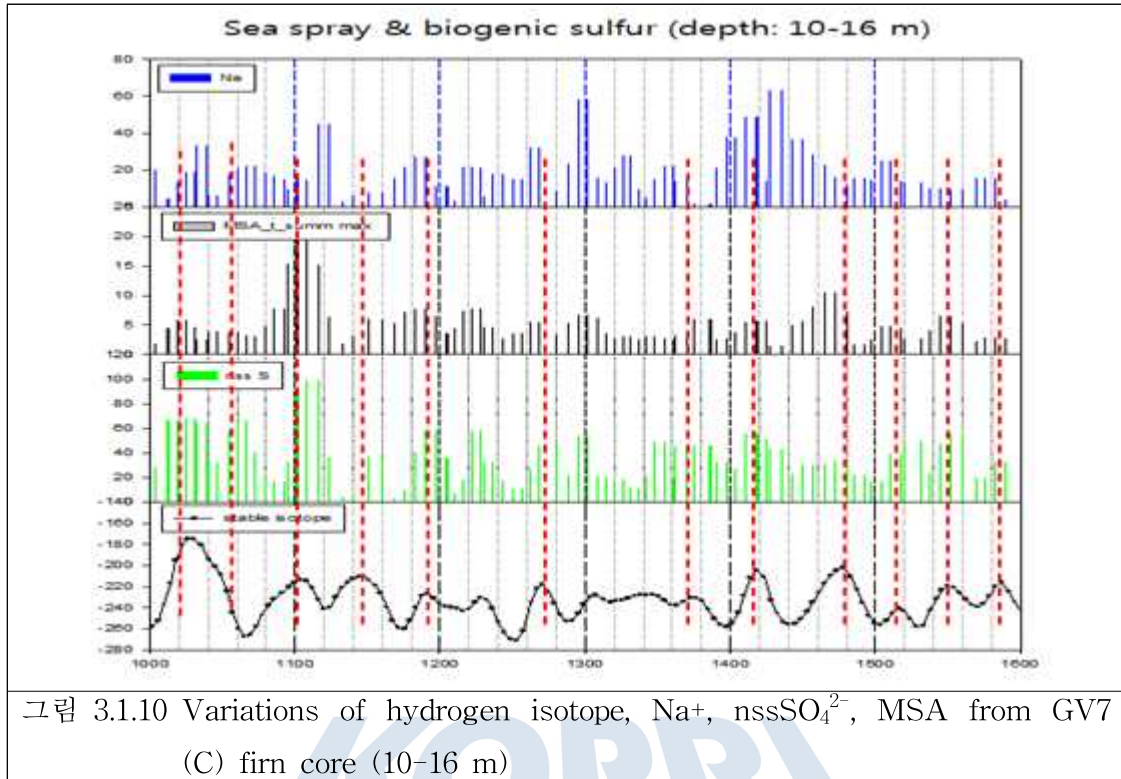 Sea spray & biogenic sulfur (depth: 10-16 m)
80
Na
60
40
20
20
15
10
5
120
nss S
100
80
60
40
20
-140
stable isotope
-160
-180
-200
-220
-240
-260
-280
1000 1100 1200 1300 1400 1500 1600
그림 3.1.10 Variations of hydrogen isotope, Na+, nssSO₄²⁻, MSA from GV7
(C) firn core (10-16 m)
KOPRI